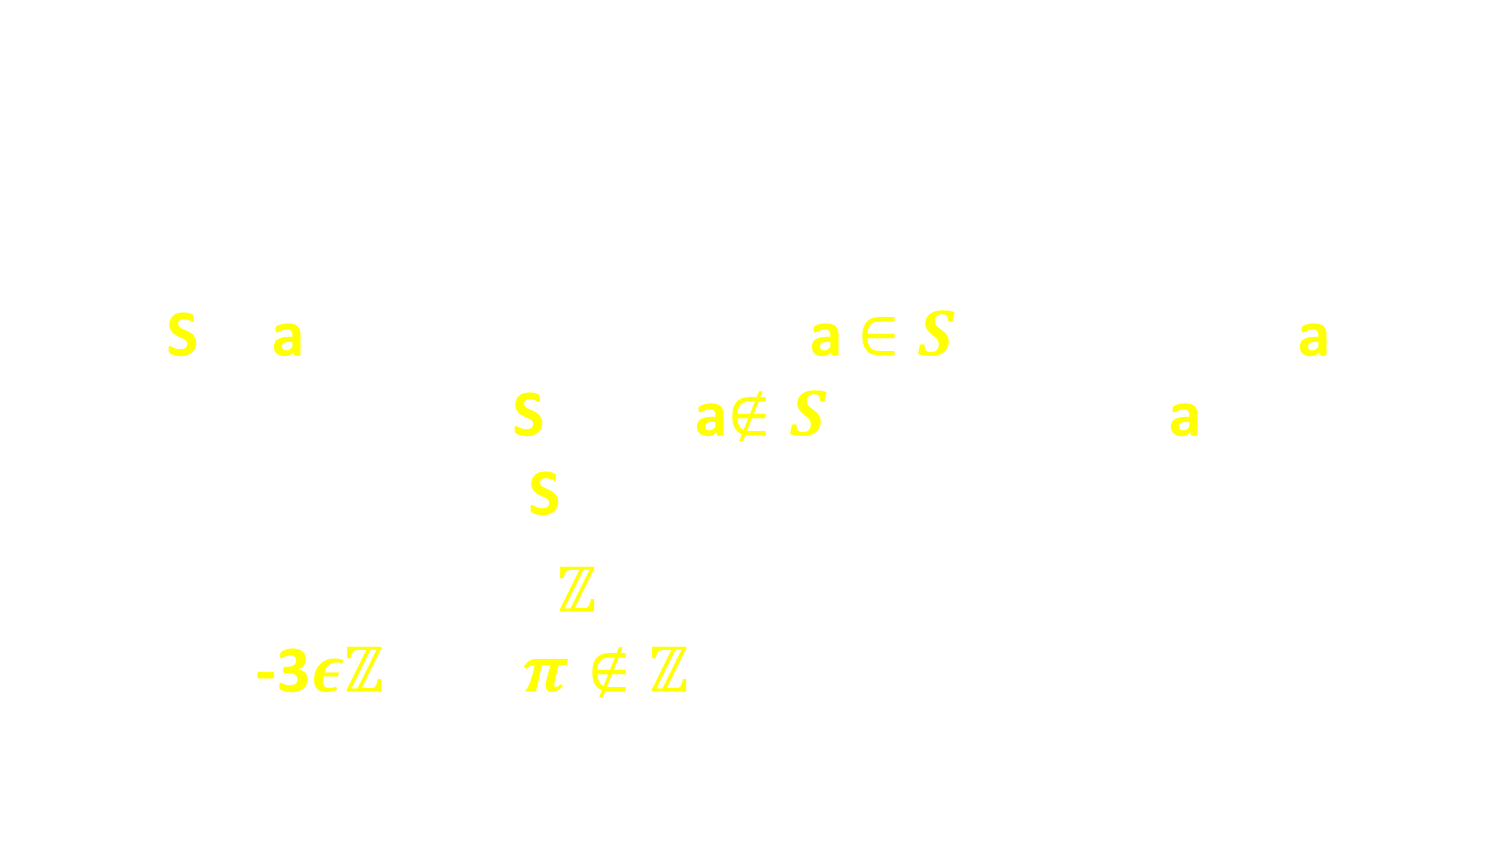 S a a ∈ 𝑺 a
S a∉ 𝑺 a
S
ℤ
-3𝝐ℤ 𝝅 ∉ ℤ